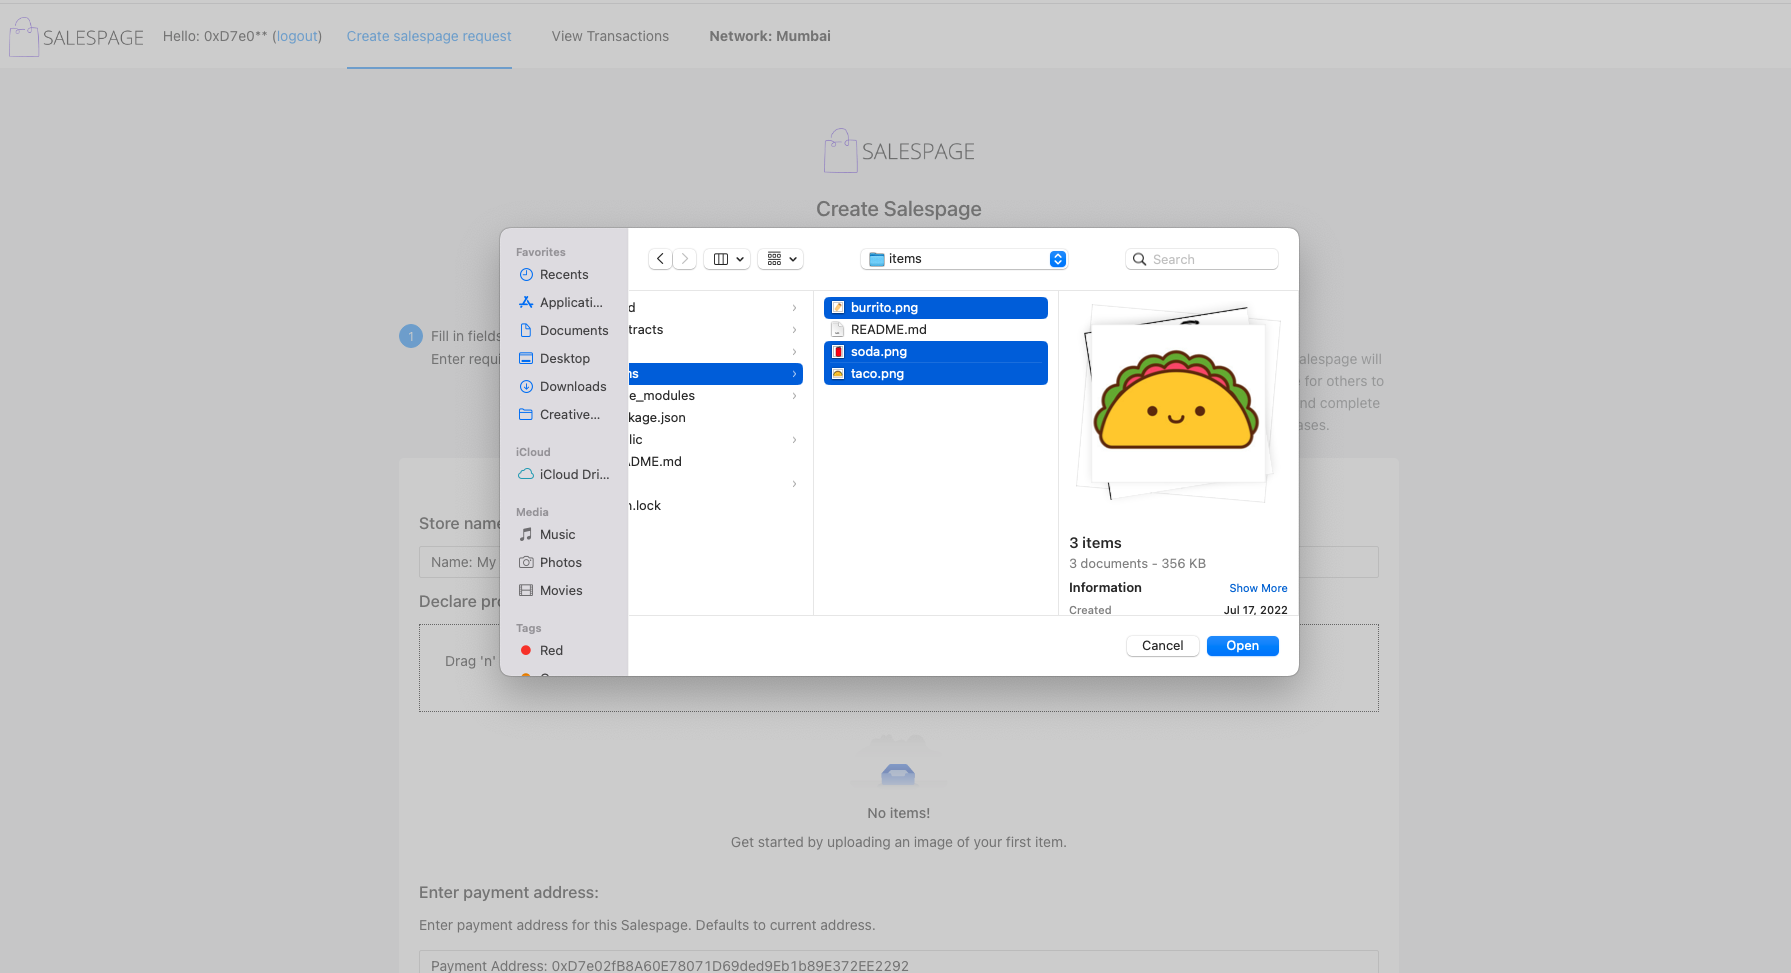 SALESPAGE
Hello: 0xD7e0** (logout)
Create salespage request
View Transactions
Network: Mumbai
SALESPAGE
Create Salespage
1
Fill in fields
Enter requi
alespage will
for others to
nd complete
ases.
Favorites
Recents
Applicati...
Documents
Desktop
Downloads
Creative...
iCloud
iCloud Dri...
Media
Music
Photos
Movies
Tags
Red
items
Search
d
tracts
ns
e_modules
kage.json
lic
DME.md
n.lock
burrito.png
README.md
soda.png
taco.png
3 items
3 documents - 356 KB
Information
Show More
Created
Jul 17, 2022
Cancel
Open
Store name
Name: My
Declare pro
Drag 'n'
No items!
Get started by uploading an image of your first item.
Enter payment address:
Enter payment address for this Salespage. Defaults to current address.
Payment Address: 0xD7e02fB8A60E78071D69ded9Eb1b89E372EE2292